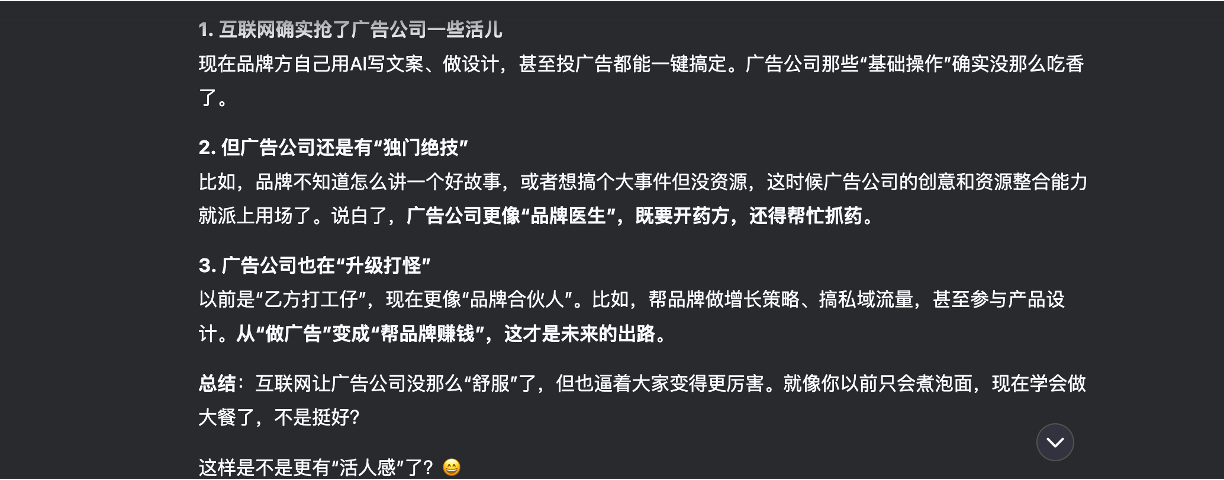 1. 互联网确实抢了广告公司一些活儿
现在品牌方自己用AI写文案、做设计，甚至投广告都能一键搞定。广告公司那些“基础操作”确实没那么吃香
了。
2. 但广告公司还是有“独门绝技”
比如，品牌不知道怎么讲一个好故事，或者想搞个大事件但没资源，这时候广告公司的创意和资源整合能力
就派上用场了。说白了，广告公司更像“品牌医生”，既要开药方，还得帮忙抓药。
3. 广告公司也在“升级打怪”
以前是“乙方打工仔”，现在更像“品牌合伙人”。比如，帮品牌做增长策略、搞私域流量，甚至参与产品设
计。从“做广告”变成“帮品牌赚钱”，这才是未来的出路。
总结：互联网让广告公司没那么“舒服”了，但也逼着大家变得更厉害。就像你以前只会煮泡面，现在学会做
大餐了，不是挺好？
这样是不是更有“活人感”了？😄